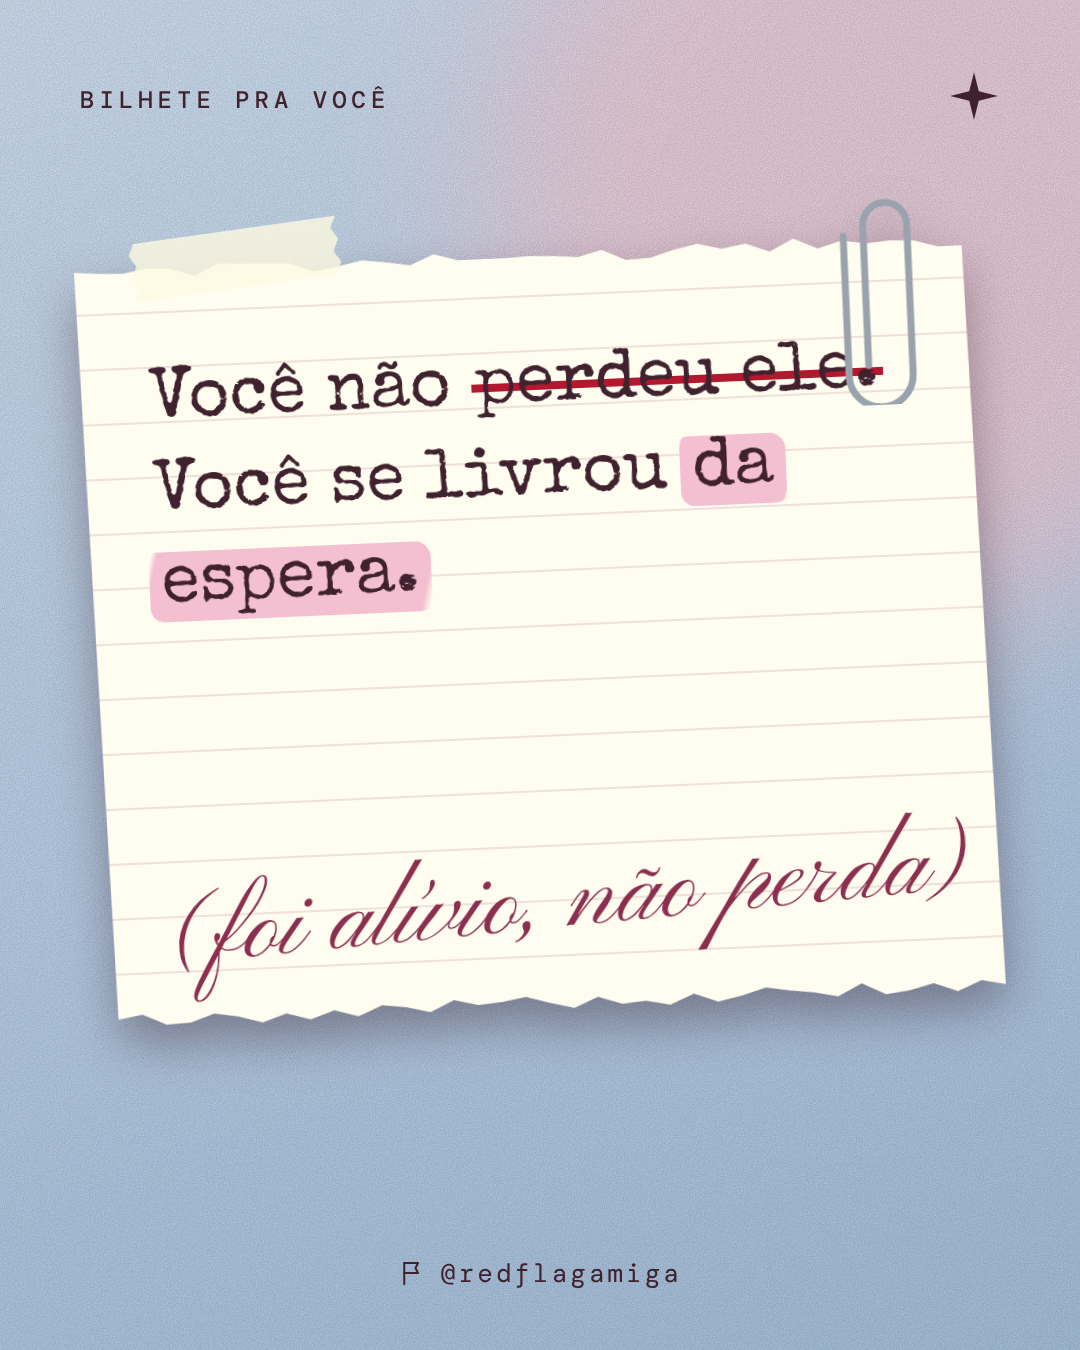 BILHETE PRA VOCÊ
Você não perdeu ele.
Você se livrou da
espera.
(foi alívio, não perda)
@redflagamiga